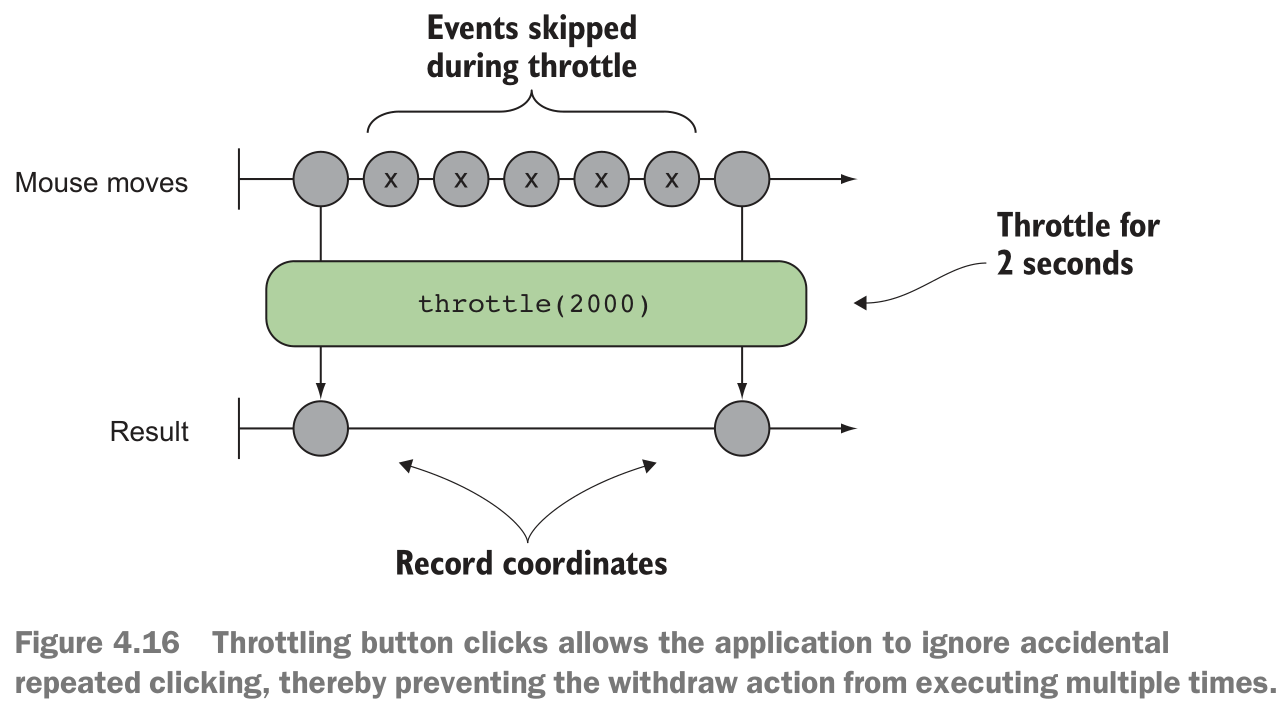 Events skipped
during throttle
Mouse moves
x x x x x
Throttle for
2 seconds
throttle(2000)
Result
Record coordinates
Figure 4.16 Throttling button clicks allows the application to ignore accidental
repeated clicking, thereby preventing the withdraw action from executing multiple times.